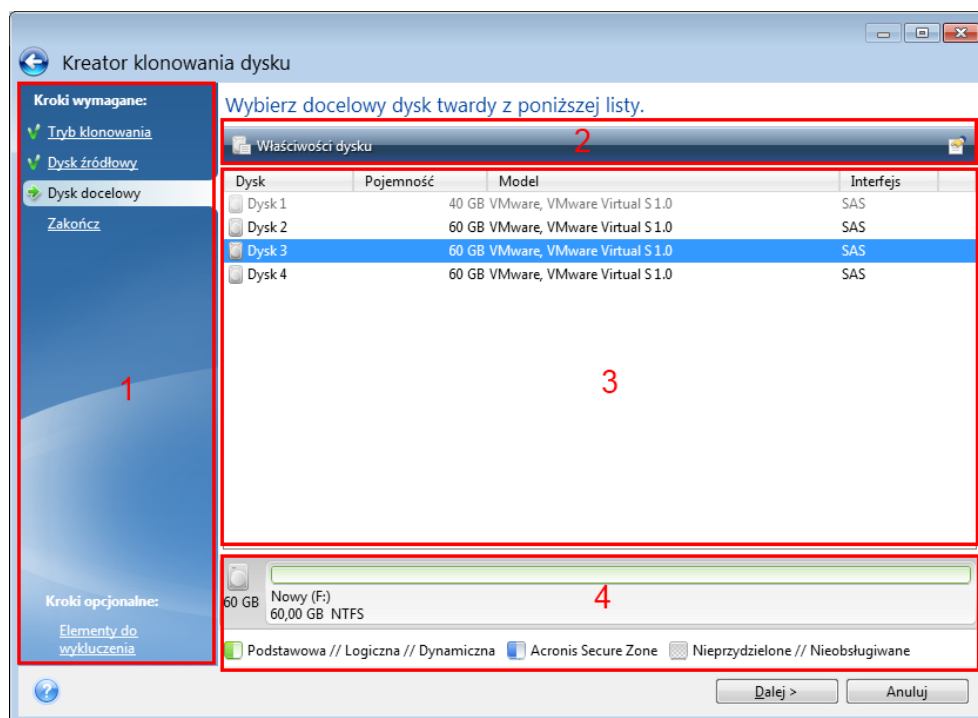 Kreator klonowania dysku
Kroki wymagane:
Tryb klonowania
Dysk źródłowy
Dysk docelowy
Zakończ
1
Kroki opcjonalne:
Elementy do
wykluczenia
Wybierz docelowy dysk twardy z poniższej listy.
Właściwości dysku 2
Dysk Pojemność Model Interfejs
Dysk 1 40 GB VMware, VMware Virtual S 1.0 SAS
Dysk 2 60 GB VMware, VMware Virtual S 1.0 SAS
Dysk 3 60 GB VMware, VMware Virtual S 1.0 SAS
Dysk 4 60 GB VMware, VMware Virtual S 1.0 SAS
3
60 GB
Nowy (F:)
60,00 GB NTFS
4
Podstawowa // Logiczna // Dynamiczna Acronis Secure Zone Nieprzydzielone // Nieobsługiwane
?
Dalej > Anuluj